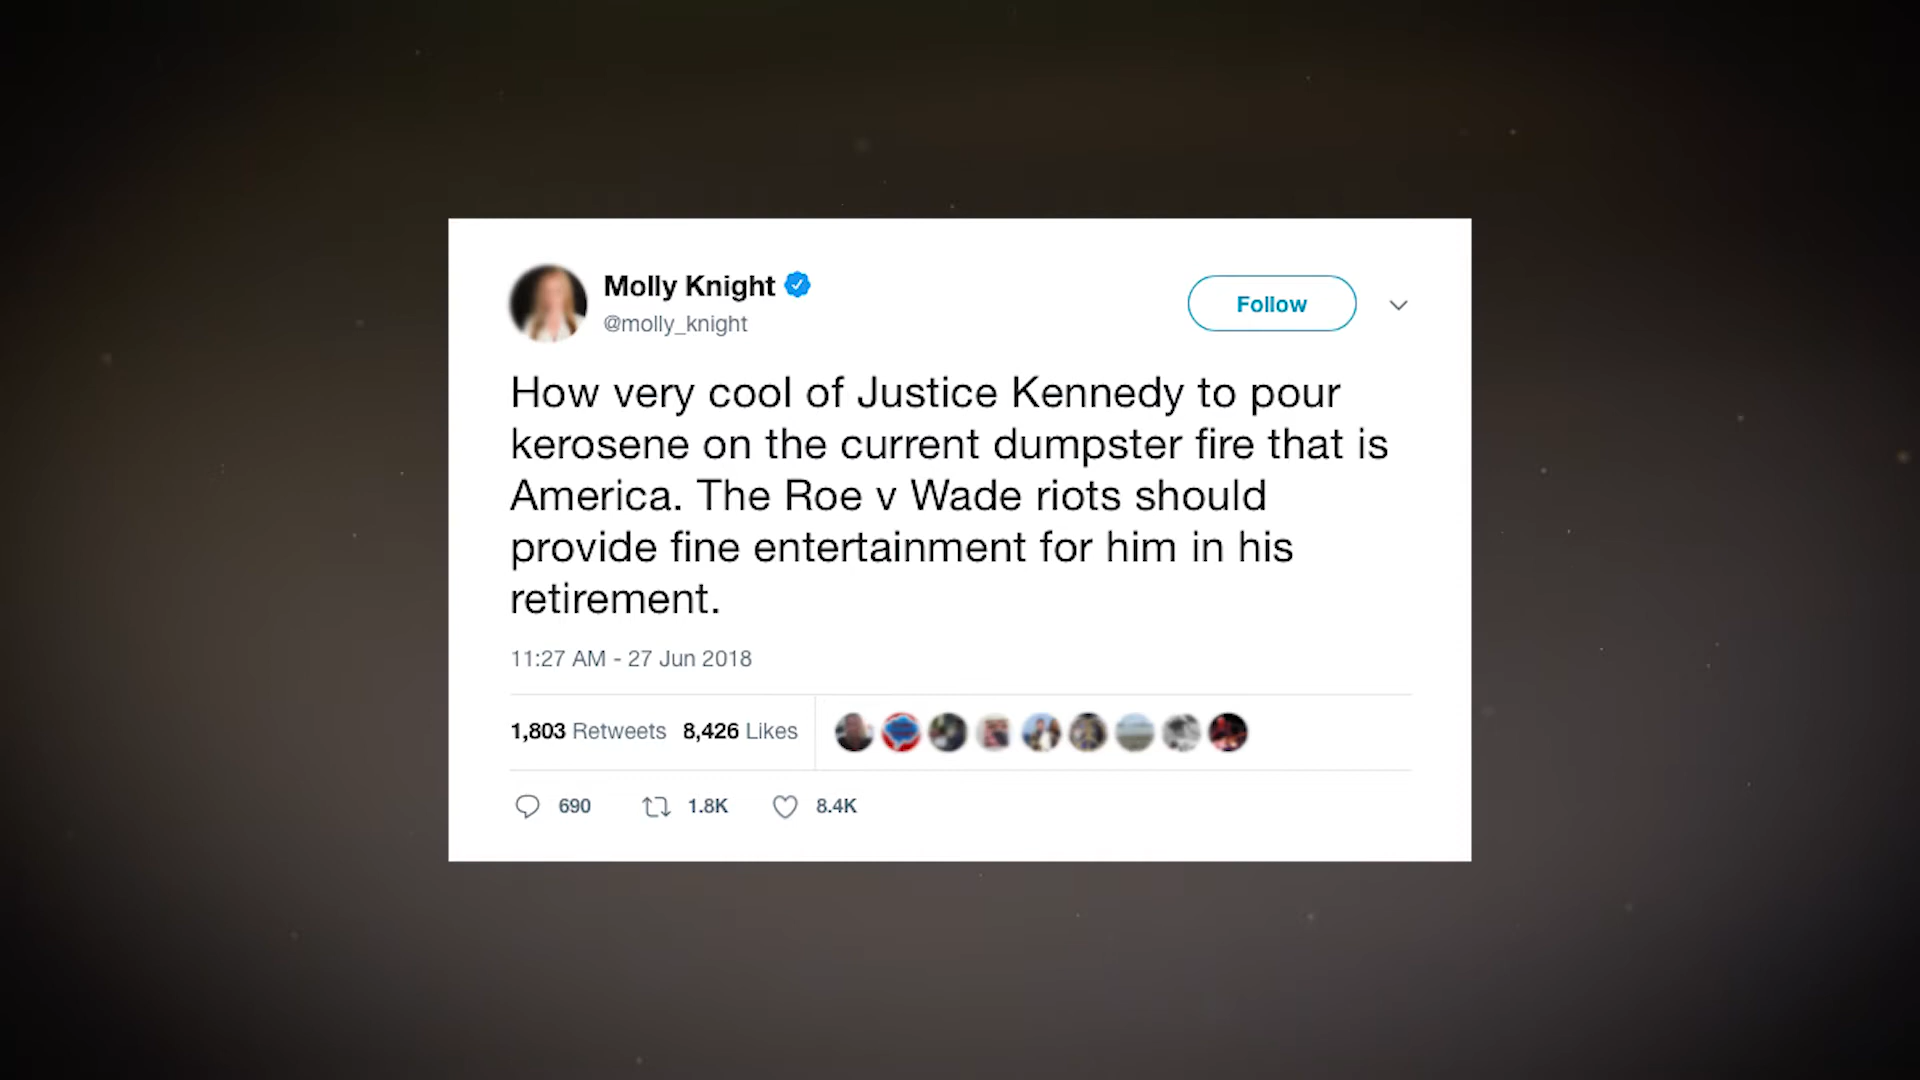 Molly Knight
@molly_knight
Follow
How very cool of Justice Kennedy to pour
kerosene on the current dumpster fire that is
America. The Roe v Wade riots should
provide fine entertainment for him in his
retirement.
11:27 AM - 27 Jun 2018
1,803 Retweets 8,426 Likes
690 1.8K 8.4K